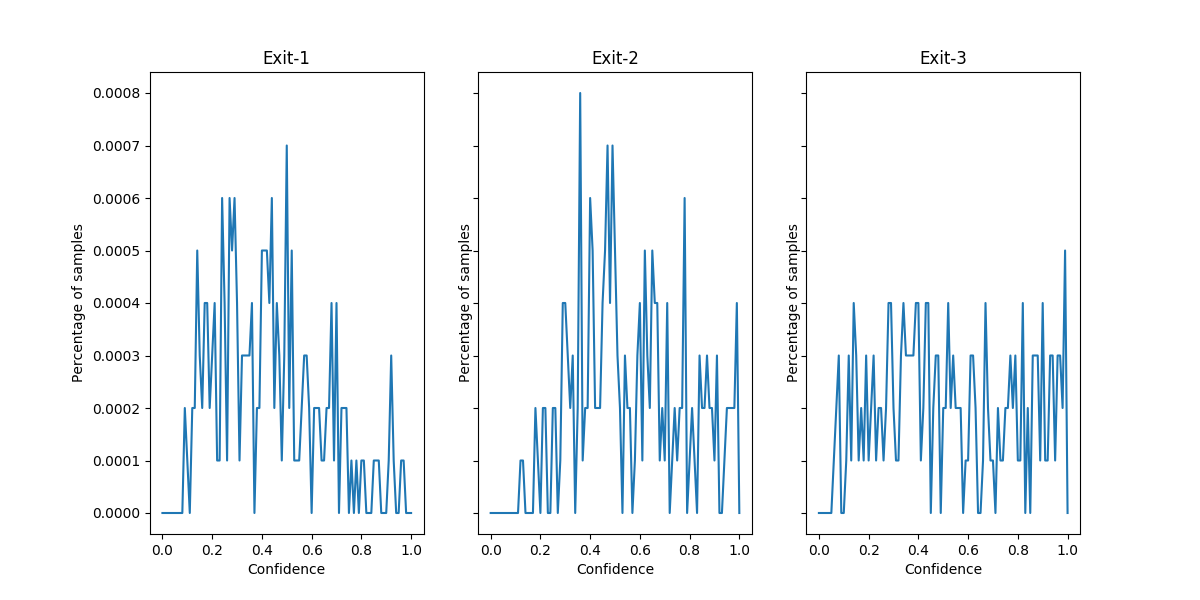 Exit-1
Exit-2
Exit-3
0.0008
0.0007
0.0006
0.0005
0.0004
0.0003
0.0002
0.0001
0.0000
Percentage of samples
Percentage of samples
Percentage of samples
0.0 0.2 0.4 0.6 0.8 1.0
0.0 0.2 0.4 0.6 0.8 1.0
0.0 0.2 0.4 0.6 0.8 1.0
Confidence
Confidence
Confidence